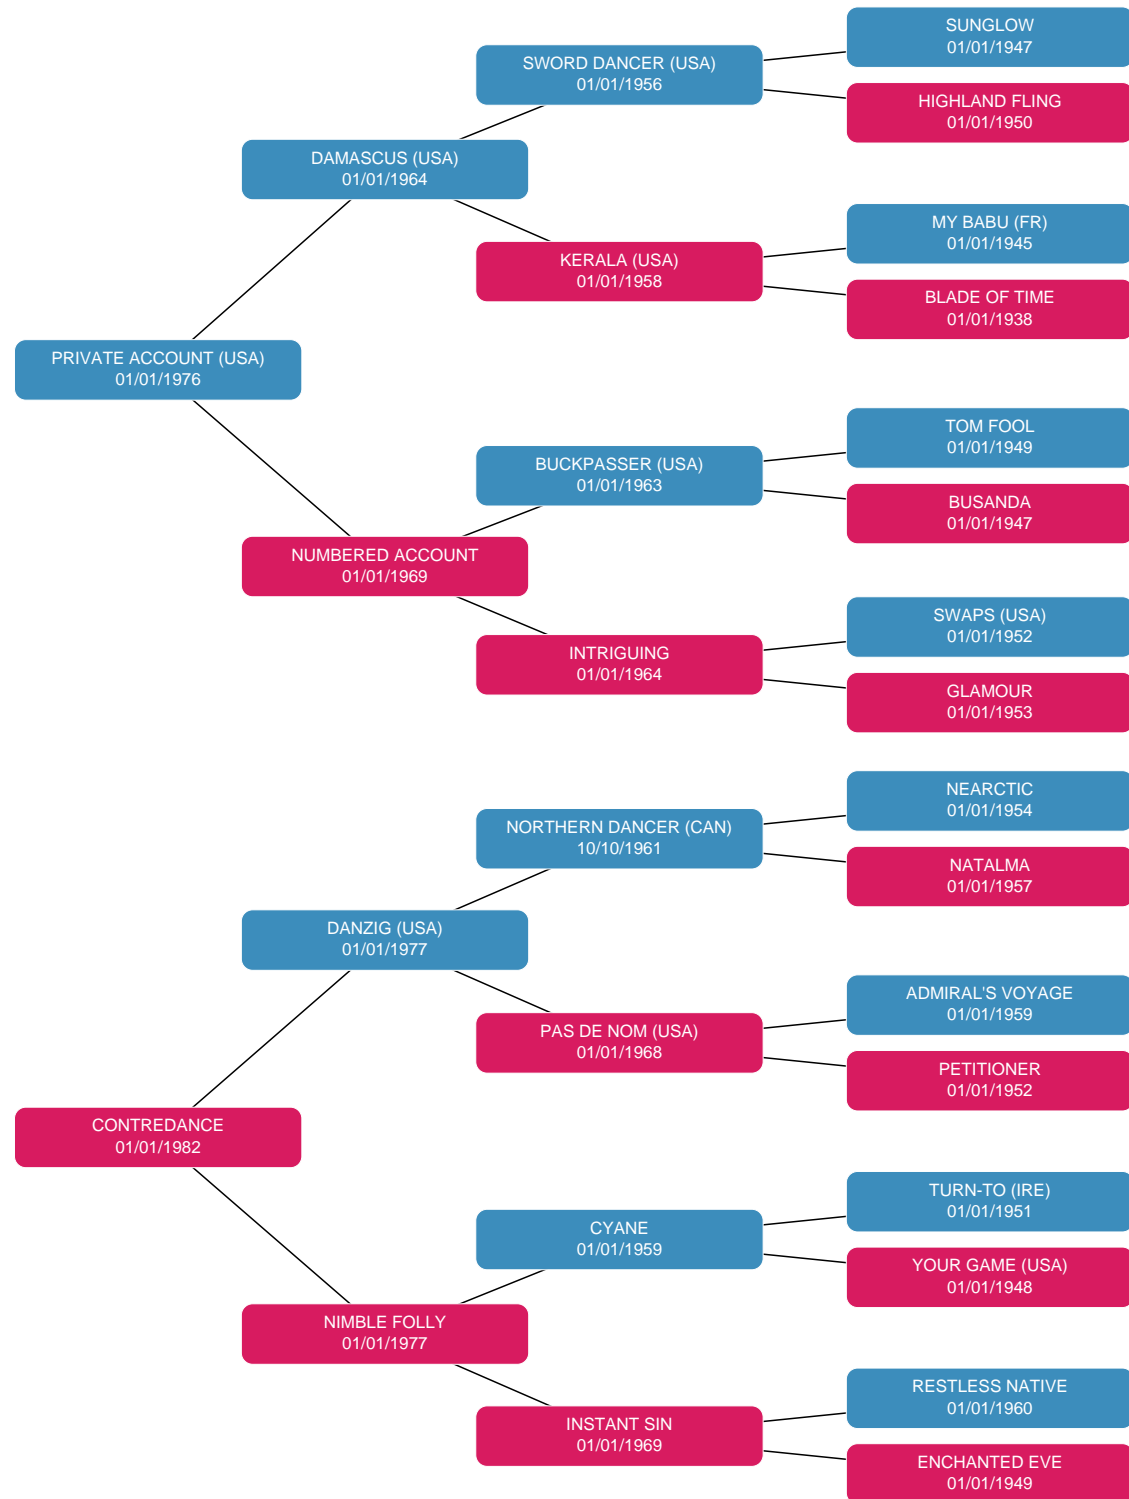 SUNGLOW
01/01/1947
SWORD DANCER (USA)
01/01/1956
HIGHLAND FLING
01/01/1950
DAMASCUS (USA)
01/01/1964
MY BABU (FR)
01/01/1945
KERALA (USA)
01/01/1958
BLADE OF TIME
01/01/1938
PRIVATE ACCOUNT (USA)
01/01/1976
TOM FOOL
01/01/1949
BUCKPASSER (USA)
01/01/1963
BUSANDA
01/01/1947
NUMBERED ACCOUNT
01/01/1969
SWAPS (USA)
01/01/1952
INTRIGUING
01/01/1964
GLAMOUR
01/01/1953
NEARCTIC
01/01/1954
NORTHERN DANCER (CAN)
10/10/1961
NATALMA
01/01/1957
DANZIG (USA)
01/01/1977
ADMIRAL'S VOYAGE
01/01/1959
PAS DE NOM (USA)
01/01/1968
PETITIONER
01/01/1952
CONTREDANCE
01/01/1982
TURN-TO (IRE)
01/01/1951
CYANE
01/01/1959
YOUR GAME (USA)
01/01/1948
NIMBLE FOLLY
01/01/1977
RESTLESS NATIVE
01/01/1960
INSTANT SIN
01/01/1969
ENCHANTED EVE
01/01/1949